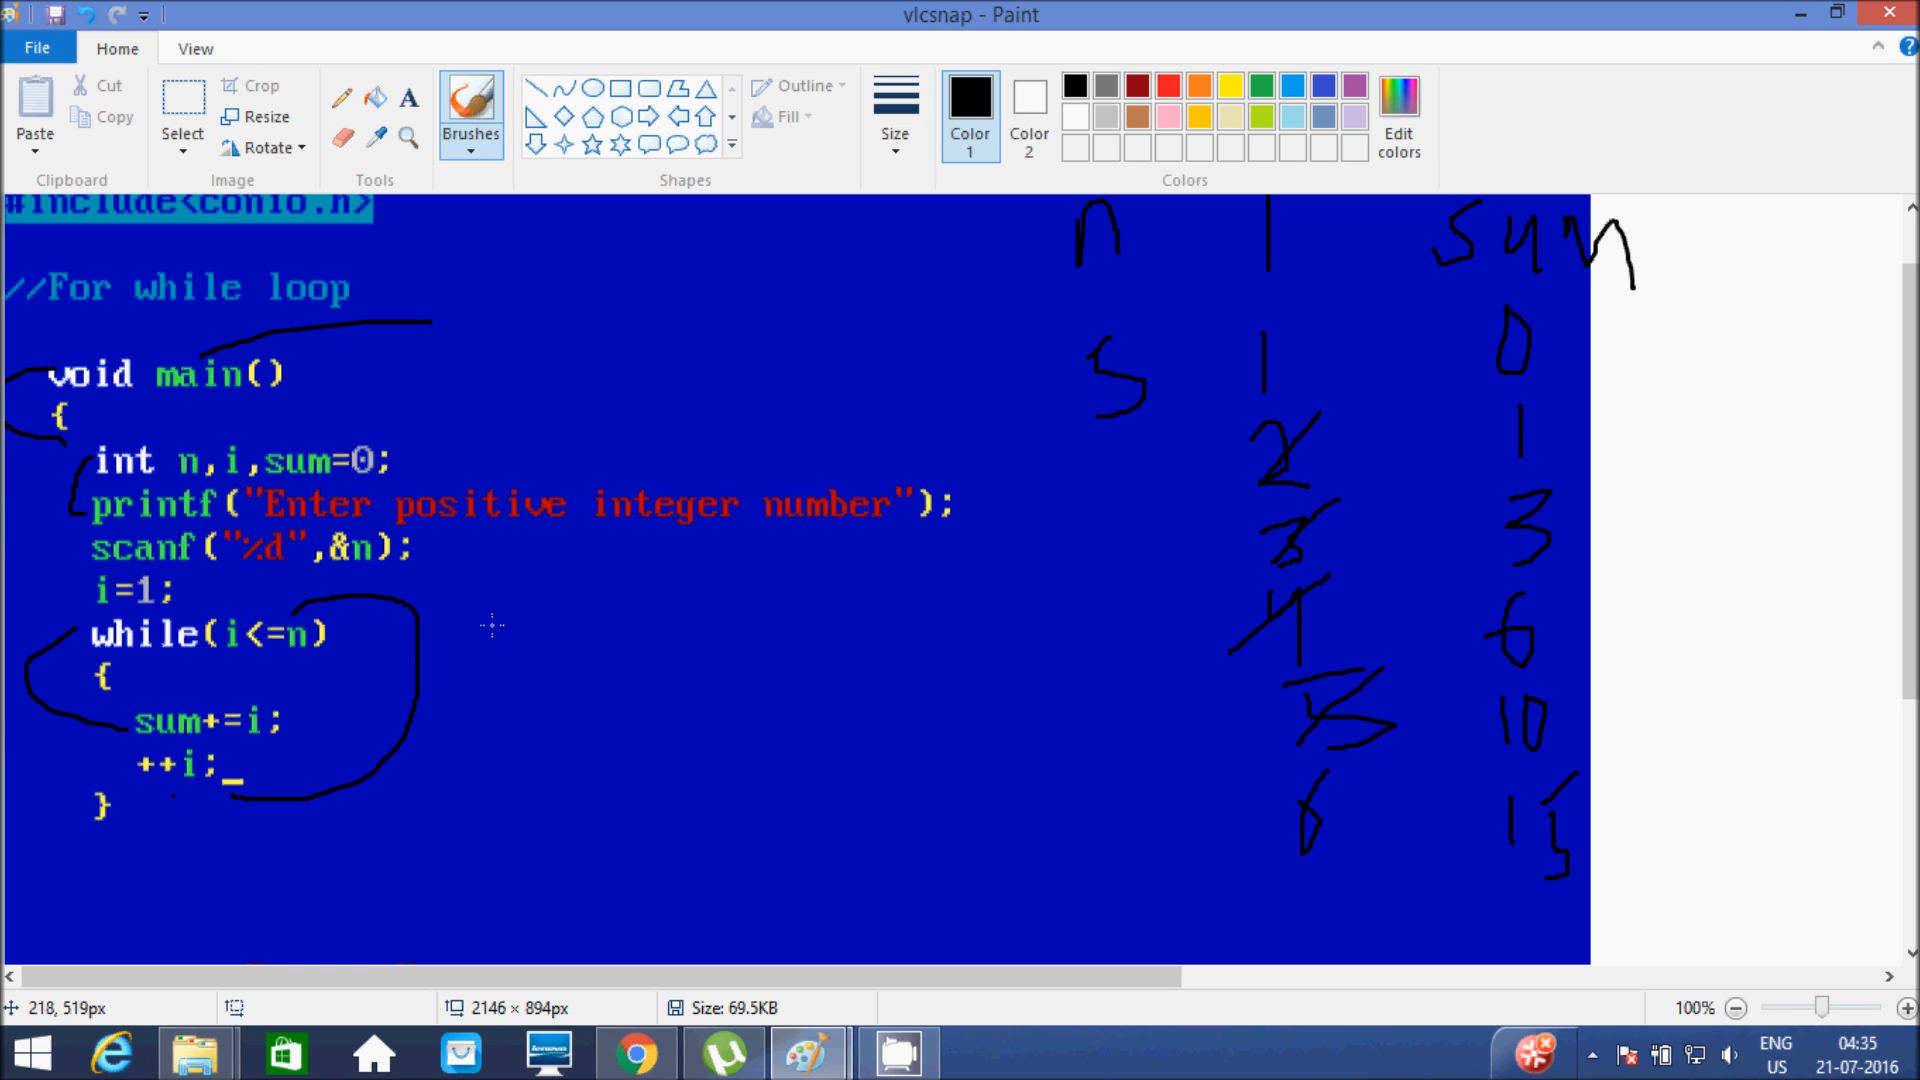 vlcsnap - Paint
File Home View
Paste
Cut
Copy
Clipboard
Select
Crop
Resize
Rotate
Image
A
Tools
Brushes
Shapes
Outline
Fill
Size
Color 1
Color 2
Edit colors
Colors
#include<conio.h>
//For while loop
void main()
{
int n,i,sum=0;
printf("Enter positive integer number");
scanf("%d",&n);
i=1;
while(i<=n)
{
sum+=i;
++i;_
}
n I sum
5 1 0
2 1
3 3
4 6
5 10
6 15
218, 519px
2146 × 894px
Size: 69.5KB
100%
ENG
US
04:35
21-07-2016